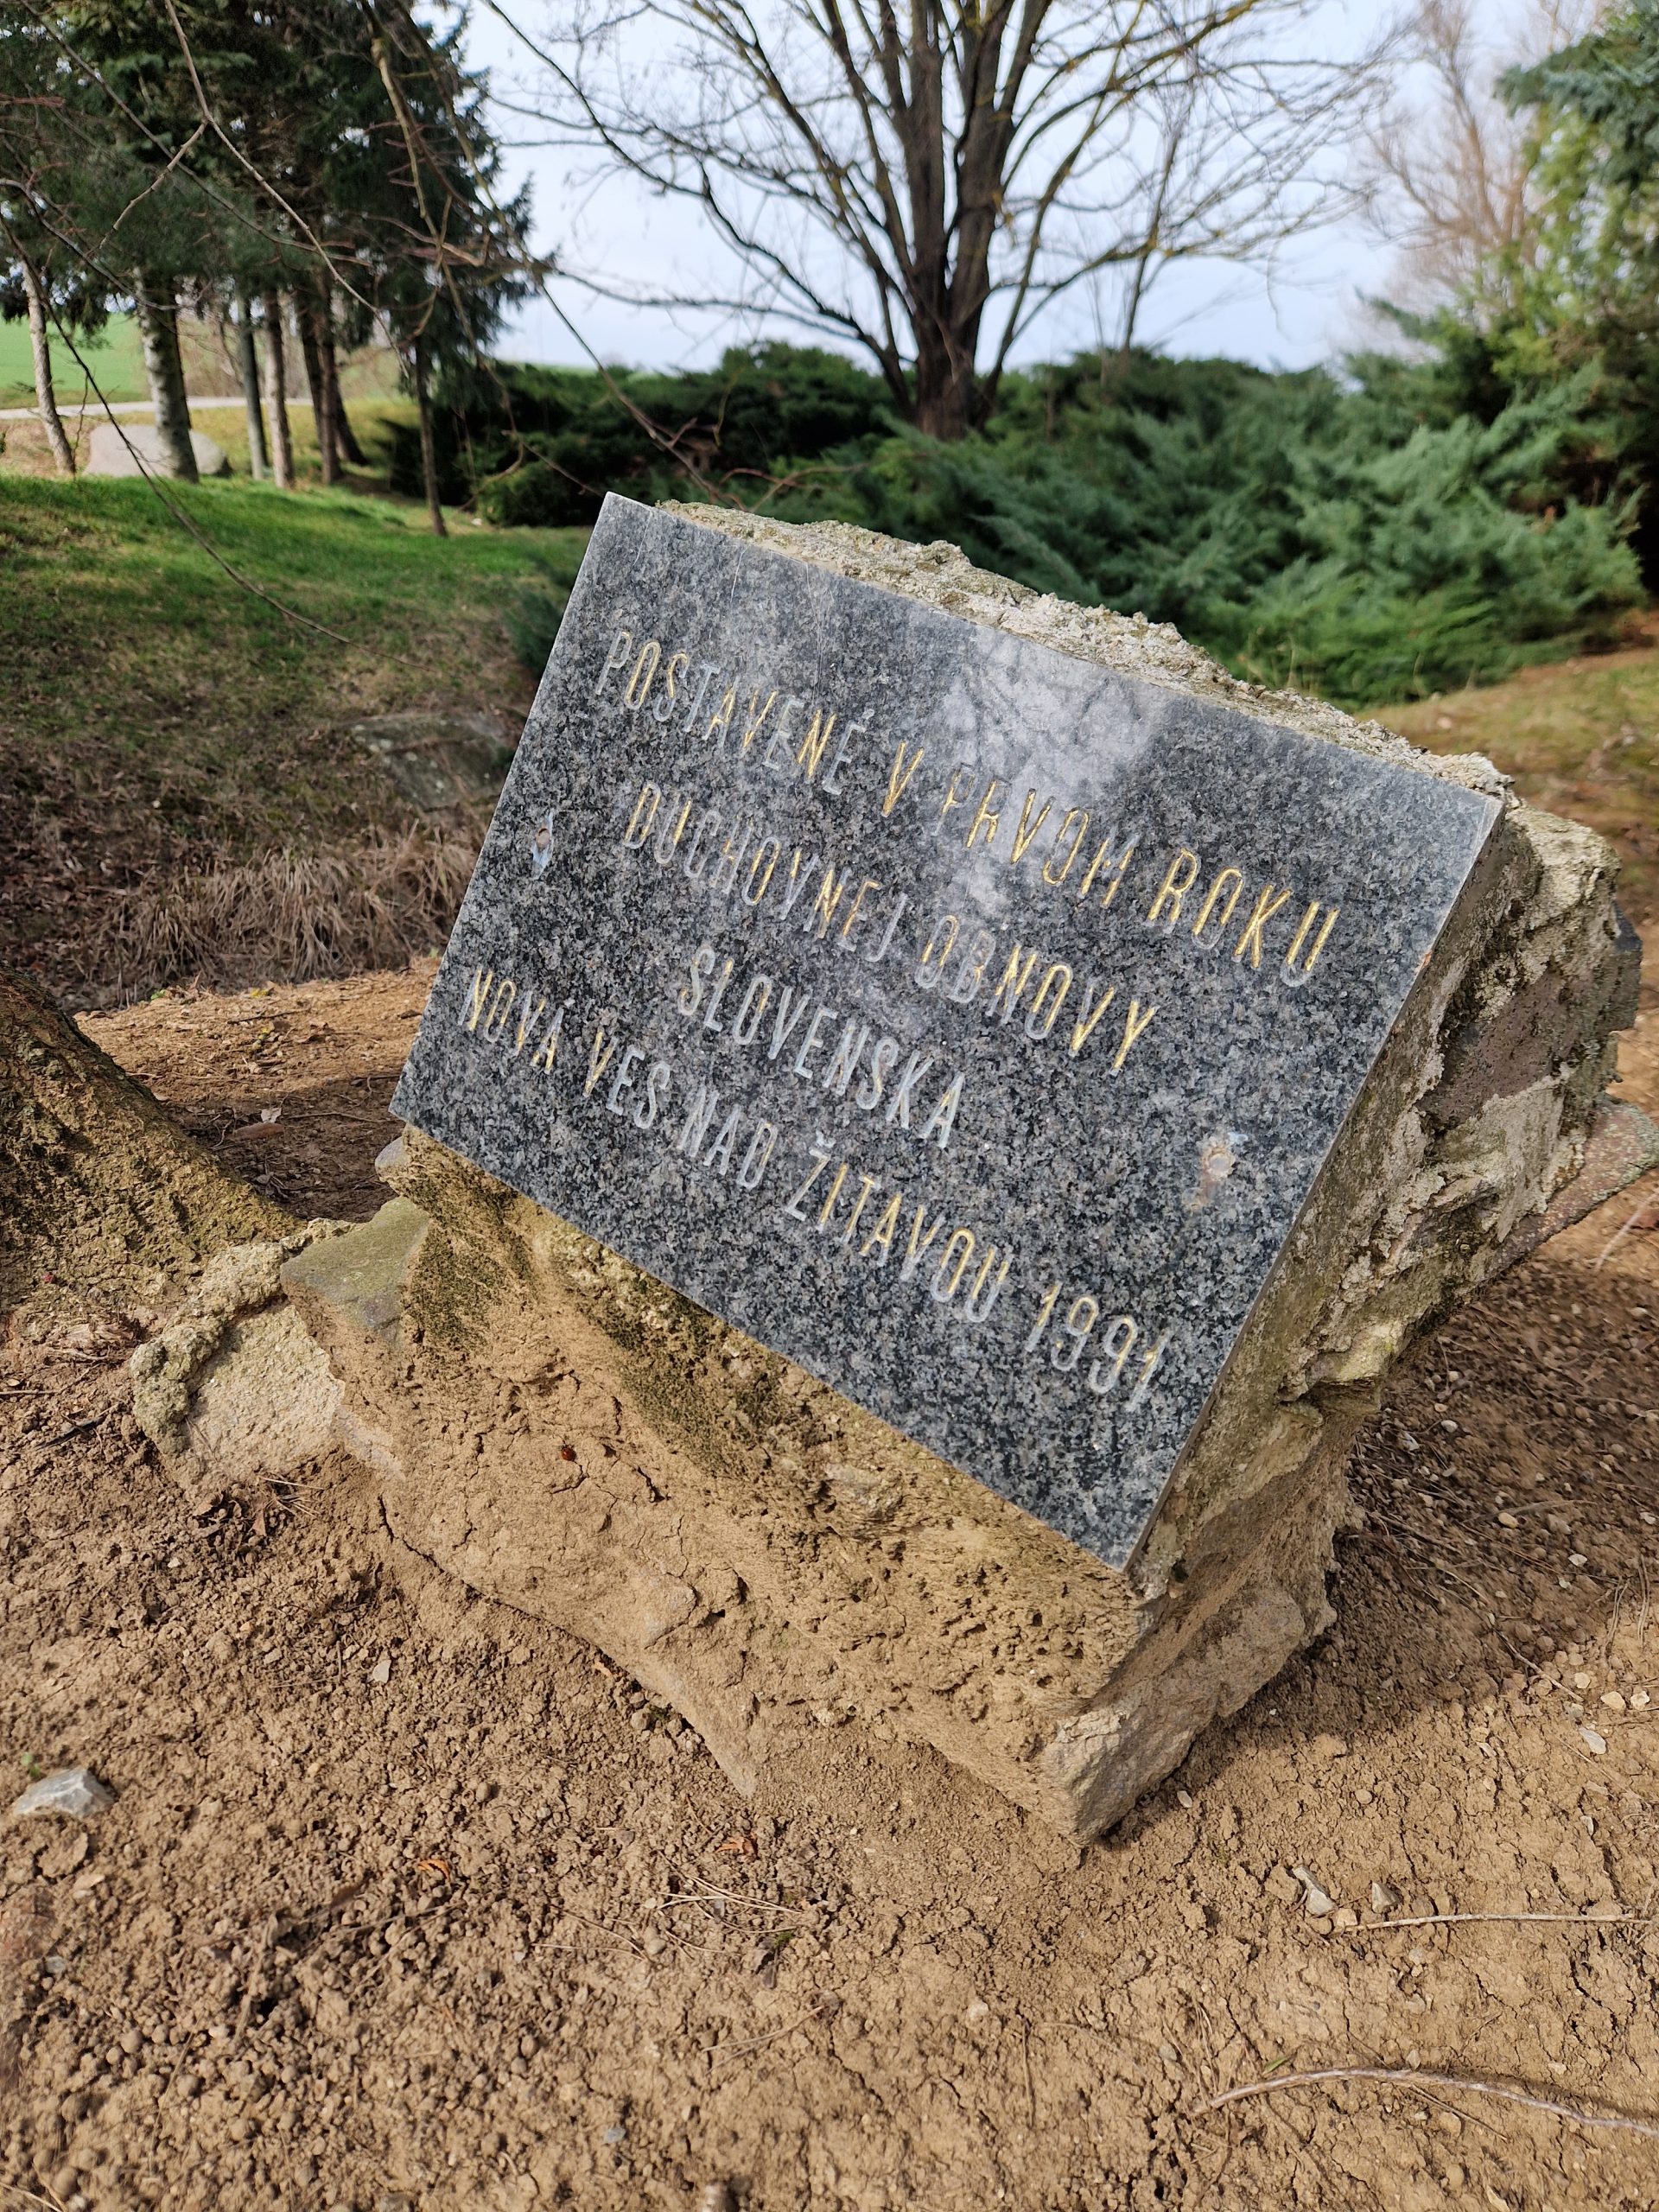 POSTAVENÉ V PRVOM ROKU
DUCHOVNEJ OBNOVY
SLOVENSKA
NOVÁ VES NAD ŽITAVOU 1991